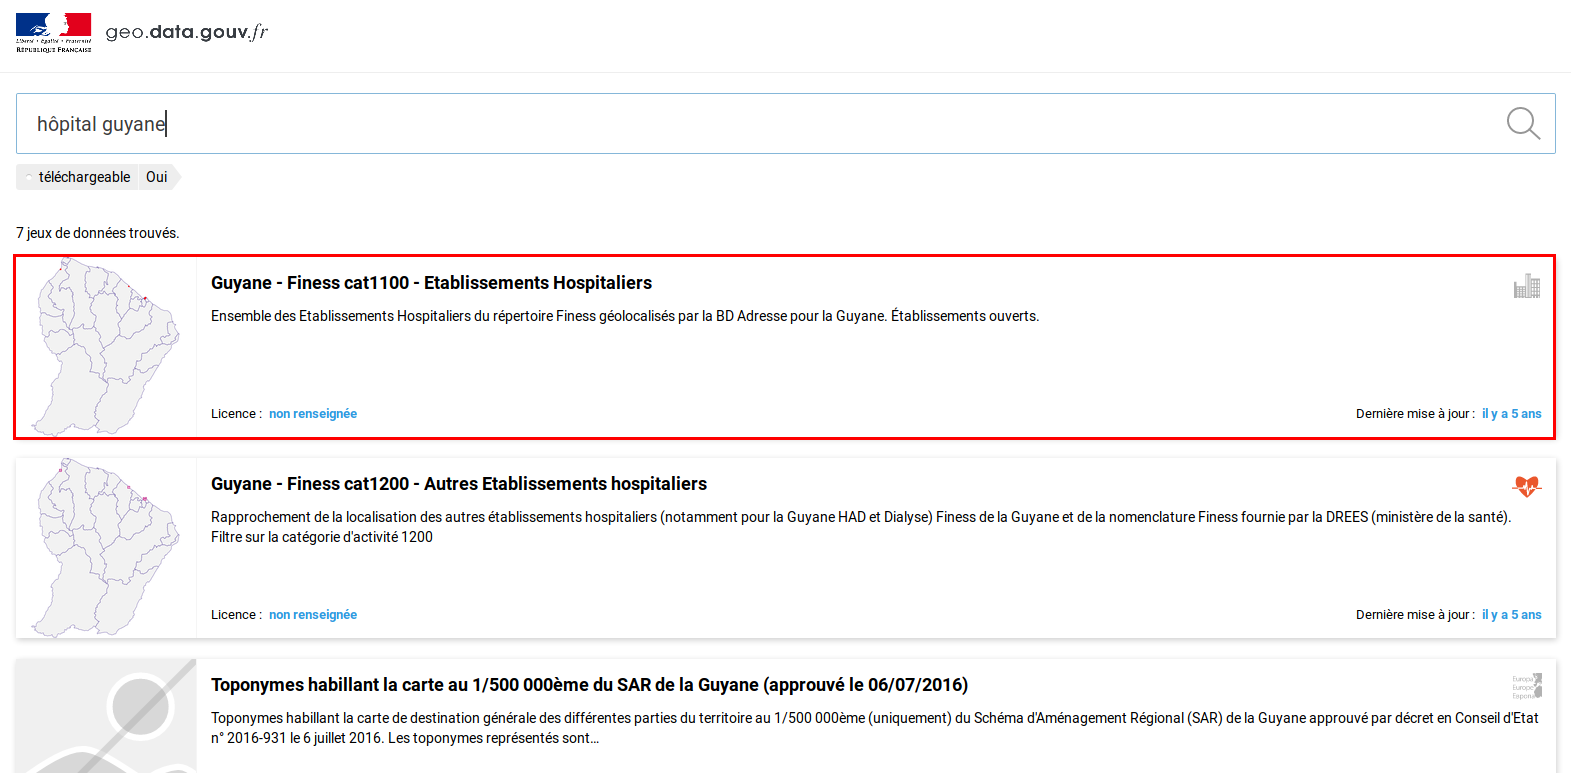 Liberté • Égalité • Fraternité
RÉPUBLIQUE FRANÇAISE
geo.data.gouv.fr
hôpital guyane
téléchargeable Oui
7 jeux de données trouvés.
Guyane - Finess cat1100 - Etablissements Hospitaliers
Ensemble des Etablissements Hospitaliers du répertoire Finess géolocalisés par la BD Adresse pour la Guyane. Établissements ouverts.
Licence : non renseignée
Dernière mise à jour : il y a 5 ans
Guyane - Finess cat1200 - Autres Etablissements hospitaliers
Rapprochement de la localisation des autres établissements hospitaliers (notamment pour la Guyane HAD et Dialyse) Finess de la Guyane et de la nomenclature Finess fournie par la DREES (ministère de la santé).
Filtre sur la catégorie d'activité 1200
Licence : non renseignée
Dernière mise à jour : il y a 5 ans
Toponymes habillant la carte au 1/500 000ème du SAR de la Guyane (approuvé le 06/07/2016)
Europa
Europe
Toponymes habillant la carte de destination générale des différentes parties du territoire au 1/500 000ème (uniquement) du Schéma d'Aménagement Régional (SAR) de la Guyane approuvé par décret en Conseil d'Etat
n° 2016-931 le 6 juillet 2016. Les toponymes représentés sont...